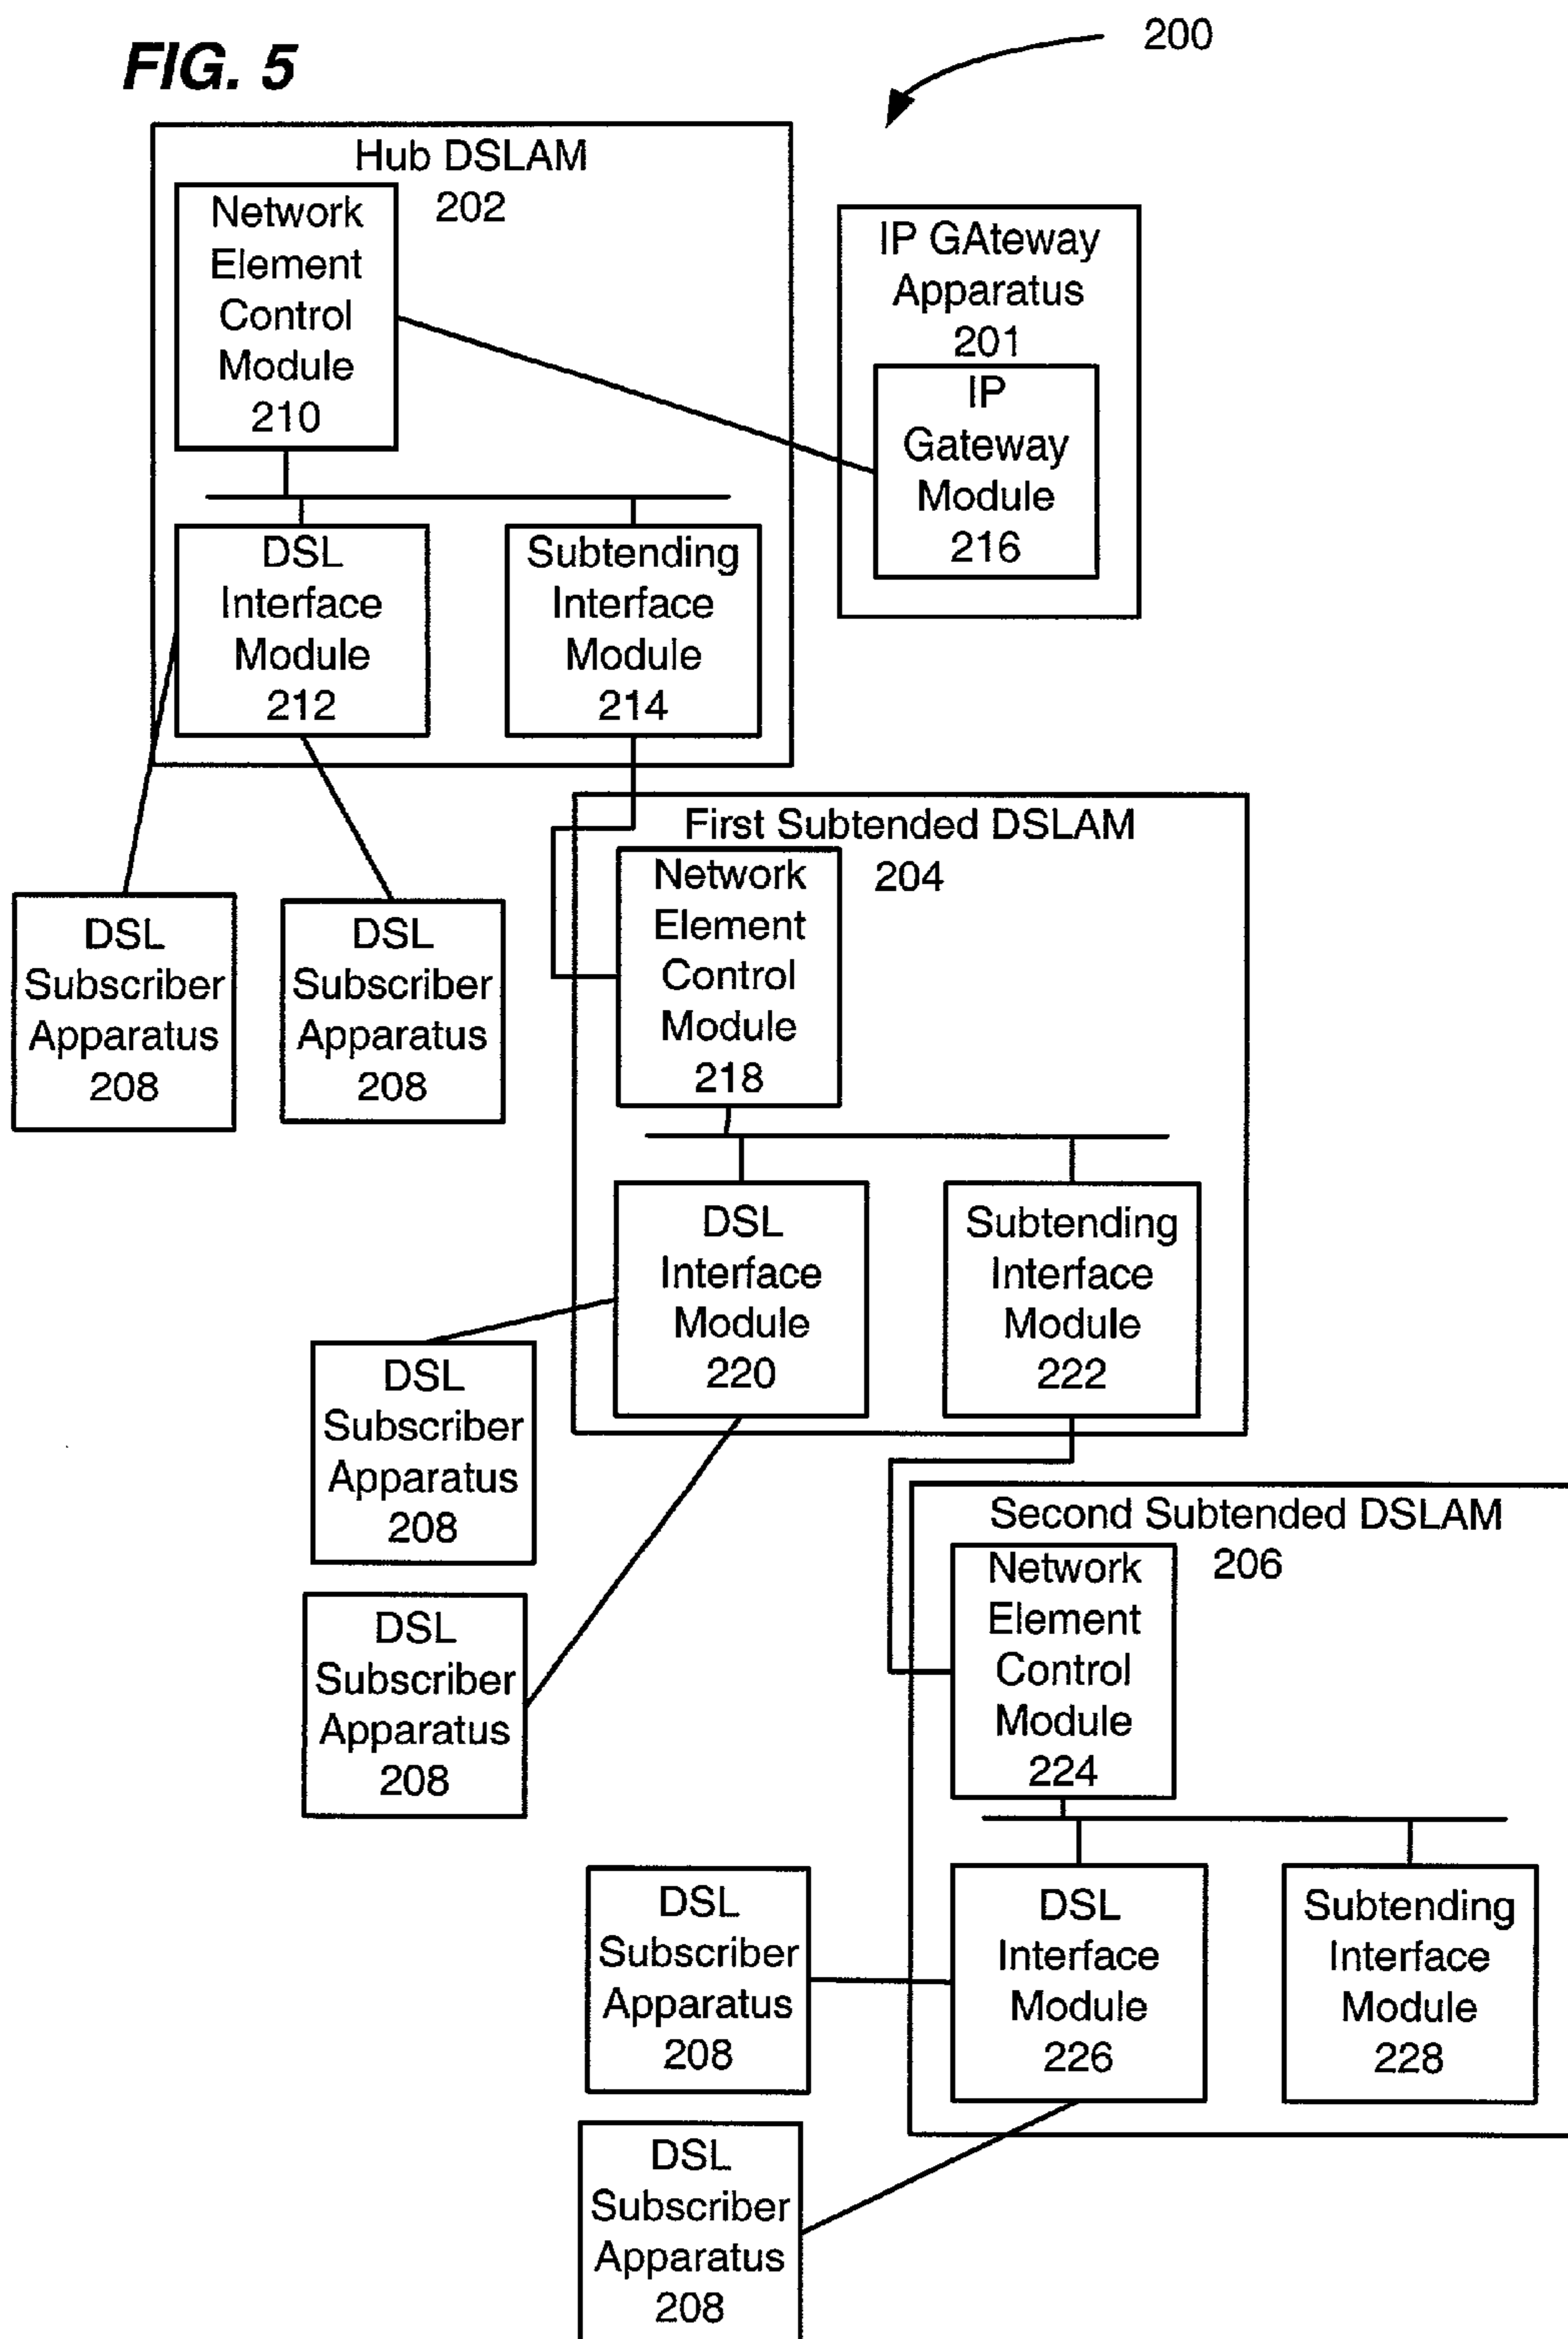 FIG. 5
200
Hub DSLAM
202
Network
Element
Control
Module
210
IP GAteway
Apparatus
201
IP
Gateway
Module
216
DSL
Interface
Module
212
Subtending
Interface
Module
214
First Subtended DSLAM
204
Network
Element
Control
Module
218
DSL
Subscriber
Apparatus
208
DSL
Subscriber
Apparatus
208
DSL
Interface
Module
220
Subtending
Interface
Module
222
DSL
Subscriber
Apparatus
208
DSL
Subscriber
Apparatus
208
Second Subtended DSLAM
206
Network
Element
Control
Module
224
DSL
Subscriber
Apparatus
208
DSL
Interface
Module
226
Subtending
Interface
Module
228
DSL
Subscriber
Apparatus
208